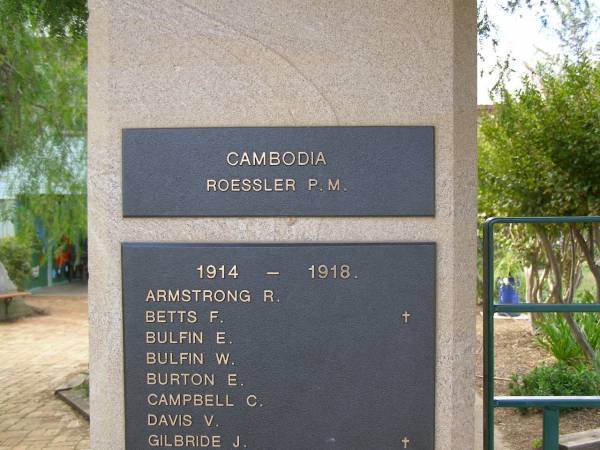 CAMBODIA
ROESSLER P.M.
1914 – 1918.
ARMSTRONG R.
BETTS F. †
BULFIN E.
BULFIN W.
BURTON E.
CAMPBELL C.
DAVIS V.
GILBRIDE J. †